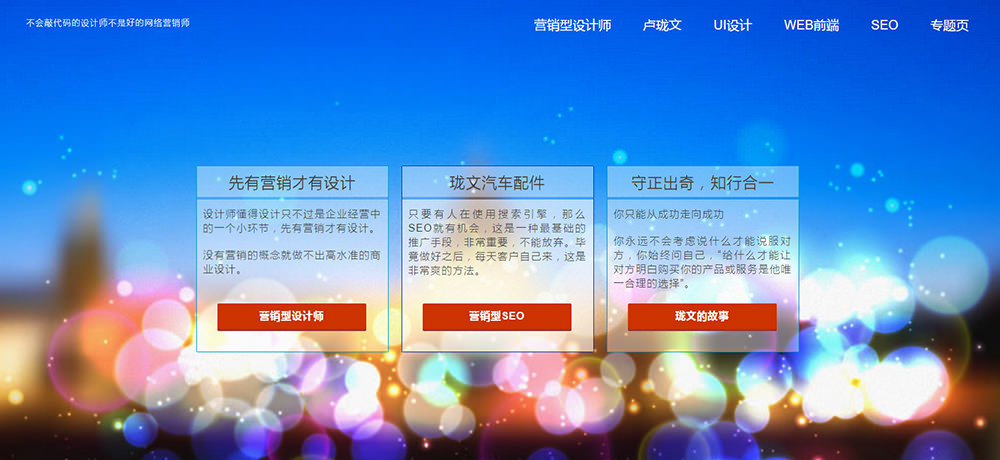 不会敲代码的设计师不是好的网络营销师
营销型设计师 卢珑文 UI设计 WEB前端 SEO 专题页
先有营销才有设计
设计师懂得设计只不过是企业经营中
的一个小环节，先有营销才有设计。
没有营销的概念就做不出高水准的商
业设计。
营销型设计师
珑文汽车配件
只要有人在使用搜索引擎，那么
SEO就有机会，这是一种最基础的
推广手段，非常重要，不能放弃。毕
竟做好之后，每天客户自己来，这是
非常爽的方法。
营销型SEO
守正出奇，知行合一
你只能从成功走向成功
你永远不会考虑说什么才能说服对
方，你始终问自己，“给什么才能让
对方明白购买你的产品或服务是他唯
一合理的选择”。
珑文的故事